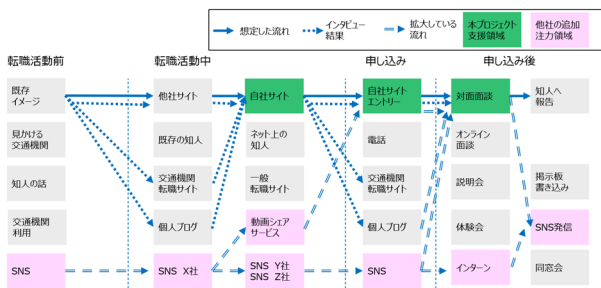 想定した流れ
インタビュー
結果
拡大している
流れ
本プロジェクト
支援領域
他社の追加
注力領域
転職活動前
転職活動中
申し込み
申し込み後
既存
イメージ
他社サイト
自社サイト
自社サイト
エントリー
対面面談
知人へ
報告
見かける
交通機関
既存の知人
ネット上の
知人
電話
オンライン
面談
知人の話
交通機関
転職サイト
一般
転職サイト
交通機関
転職サイト
説明会
掲示板
書き込み
交通機関
利用
個人ブログ
動画シェア
サービス
個人ブログ
体験会
SNS発信
SNS
SNS X社
SNS Y社
SNS Z社
SNS
インターン
同窓会